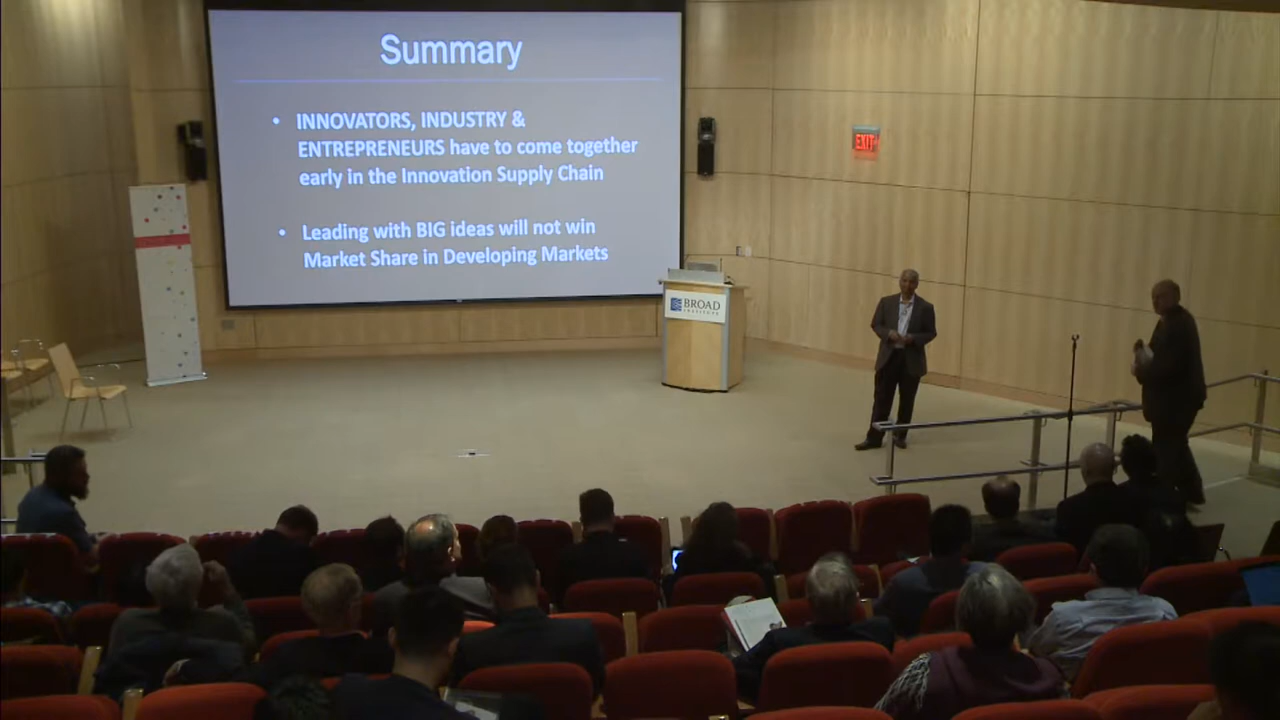 Summary
• INNOVATORS, INDUSTRY &
ENTREPRENEURS have to come together
early in the Innovation Supply Chain
• Leading with BIG ideas will not win
Market Share in Developing Markets
EXIT
BROAD
INSTITUTE